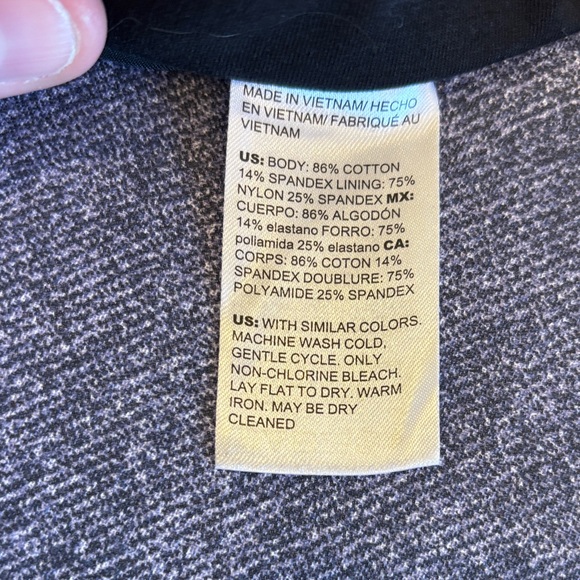 MADE IN VIETNAM/ HECHO
EN VIETNAM/ FABRIQUÉ AU
VIETNAM
US: BODY: 86% COTTON
14% SPANDEX LINING: 75%
NYLON 25% SPANDEX MX:
CUERPO: 86% ALGODÓN
14% elastano FORRO: 75%
poliamida 25% elastano CA:
CORPS: 86% COTON 14%
SPANDEX DOUBLURE: 75%
POLYAMIDE 25% SPANDEX
US: WITH SIMILAR COLORS.
MACHINE WASH COLD,
GENTLE CYCLE. ONLY
NON-CHLORINE BLEACH.
LAY FLAT TO DRY. WARM
IRON. MAY BE DRY
CLEANED